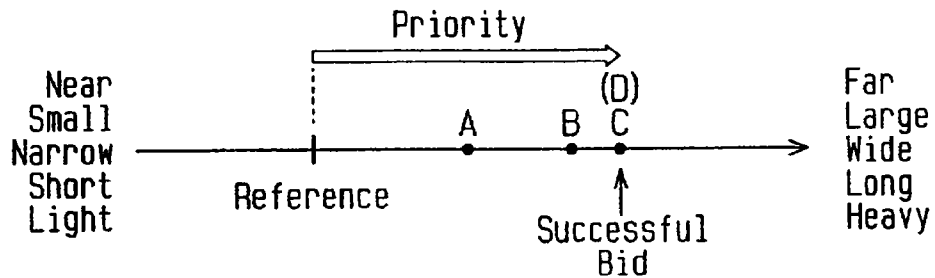 Priority
Near
Small
Narrow
Short
Light
Reference
A
B
(D)
C
Successful
Bid
Far
Large
Wide
Long
Heavy